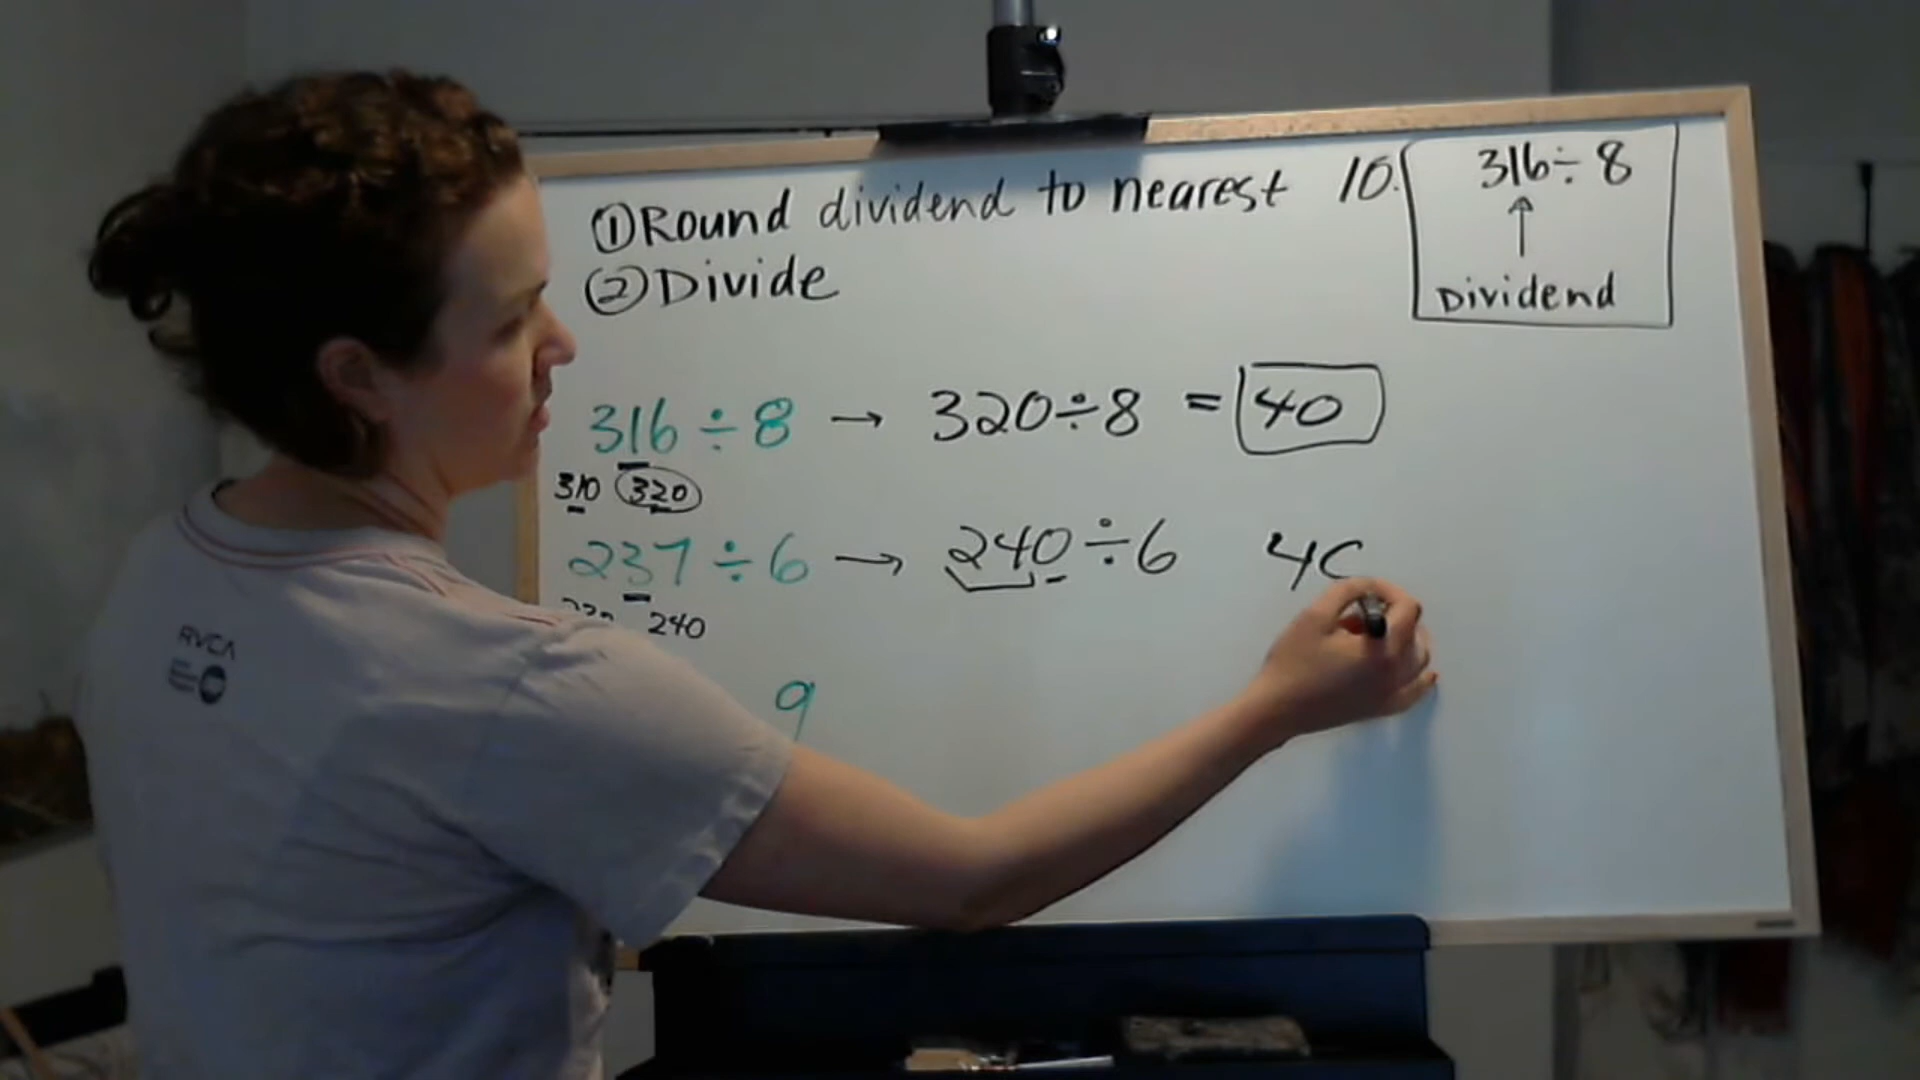 ①Round dividend to nearest 10.
②Divide
316÷8
↑
Dividend
316÷8 → 320÷8 = 40
310 320
237÷6 → 240÷6 40
240
9
RVCA